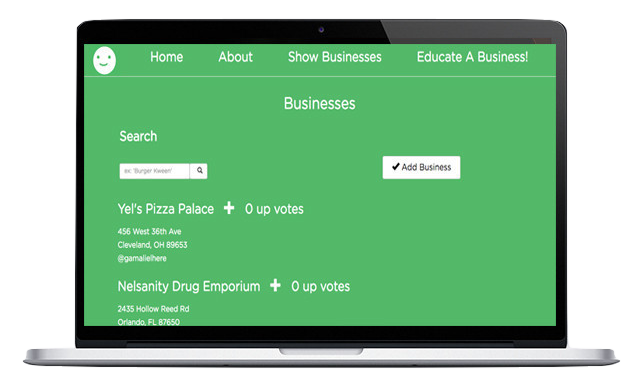 Home About Show Businesses Educate A Business!
Businesses
Search
ex: 'Burger Kween'
Add Business
Yel's Pizza Palace + 0 up votes
456 West 36th Ave
Cleveland, OH 89653
@gamalielhere
Nelsanity Drug Emporium + 0 up votes
2435 Hollow Reed Rd
Orlando, FL 87650